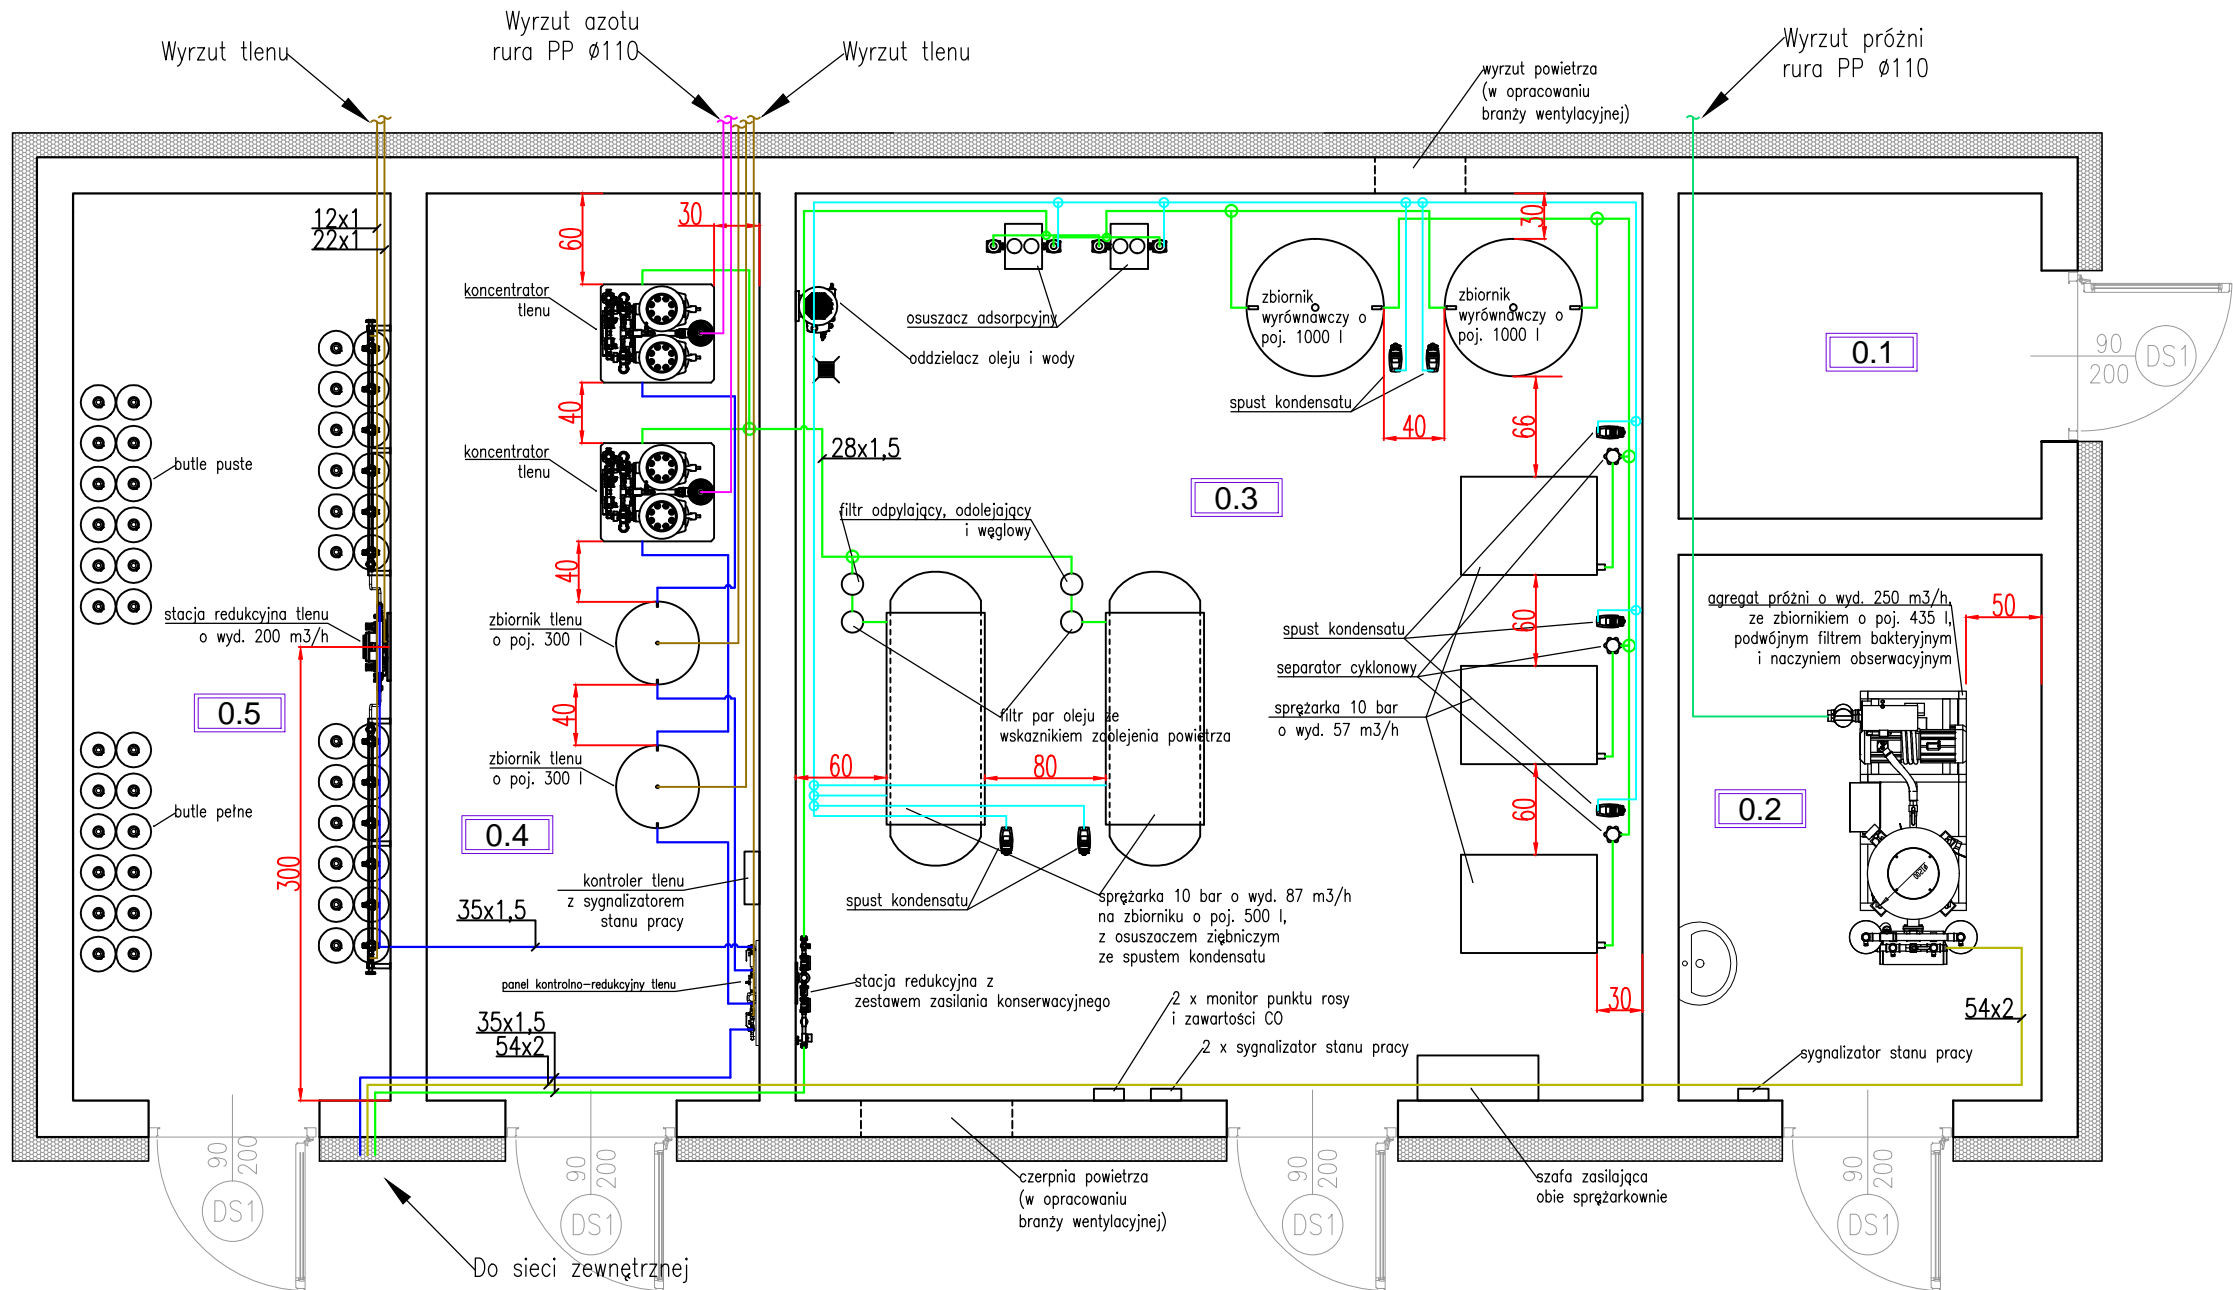 Wyrzut tlenu
Wyrzut azotu
rura PP ø110
Wyrzut tlenu
wyrzut powietrza
(w opracowaniu
branży wentylacyjnej)
Wyrzut próżni
rura PP ø110
12x1
22x1
60
30
koncentrator
tlenu
40
koncentrator
tlenu
40
zbiornik tlenu
o poj. 300 l
40
zbiornik tlenu
o poj. 300 l
0.4
kontroler tlenu
z sygnalizatorem
stanu pracy
35x1,5
panel kontrolno-redukcyjny tlenu
35x1,5
54x2
butle puste
stacja redukcyjna tlenu
o wyd. 200 m3/h
0.5
butle pełne
300
osuszacz adsorpcyjny
oddzielacz oleju i wody
zbiornik
wyrównawczy o
poj. 1000 l
zbiornik
wyrównawczy o
poj. 1000 l
30
spust kondensatu
40
66
28x1,5
0.3
filtr odpylający, odolejający
i węglowy
filtr par oleju ze
wskaznikiem zaolejenia powietrza
60
80
60
spust kondensatu
separator cyklonowy
sprężarka 10 bar
o wyd. 57 m3/h
60
spust kondensatu
sprężarka 10 bar o wyd. 87 m3/h
na zbiorniku o poj. 500 l,
z osuszaczem ziębniczym
ze spustem kondensatu
stacja redukcyjna z
zestawem zasilania konserwacyjnego
2 x monitor punktu rosy
i zawartości CO
2 x sygnalizator stanu pracy
30
0.1
90
200
DS1
agregat próżni o wyd. 250 m3/h,
ze zbiornikiem o poj. 435 l,
podwójnym filtrem bakteryjnym
i naczyniem obserwacyjnym
50
0.2
54x2
sygnalizator stanu pracy
90
200
DS1
90
200
DS1
90
200
DS1
90
200
DS1
czerpnia powietrza
(w opracowaniu
branży wentylacyjnej)
szafa zasilająca
obie sprężarkownie
Do sieci zewnętrznej